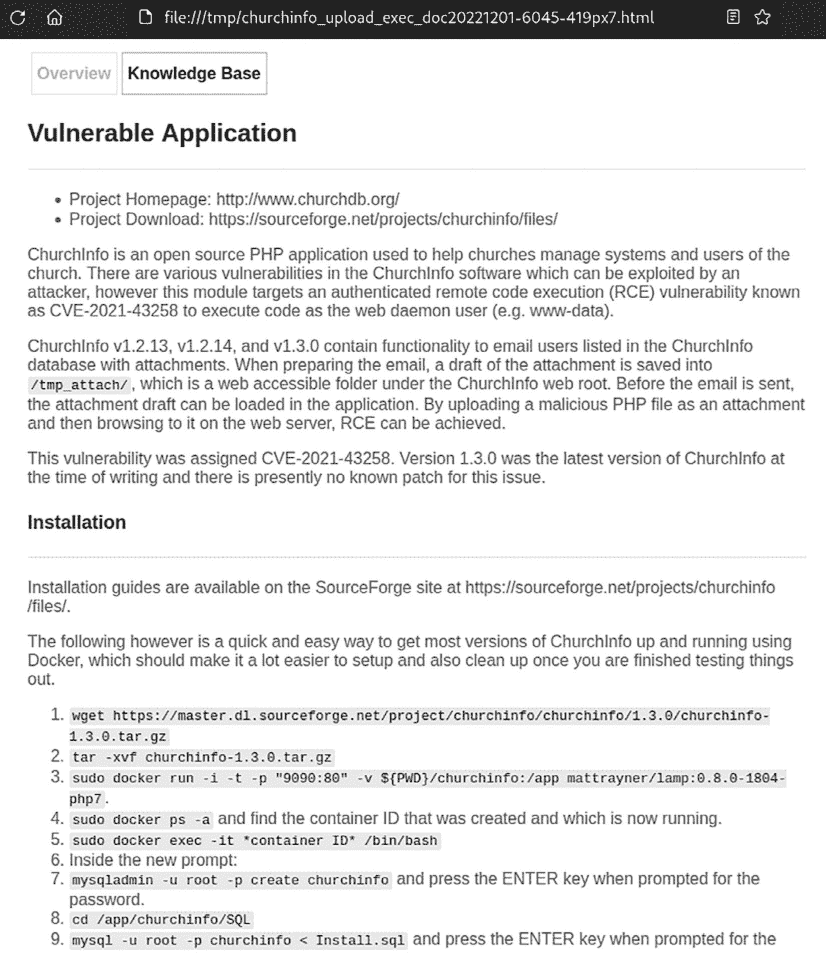 file:///tmp/churchinfo_upload_exec_doc20221201-6045-419px7.html
Overview Knowledge Base
Vulnerable Application
• Project Homepage: http://www.churchdb.org/
• Project Download: https://sourceforge.net/projects/churchinfo/files/
ChurchInfo is an open source PHP application used to help churches manage systems and users of the
church. There are various vulnerabilities in the ChurchInfo software which can be exploited by an
attacker, however this module targets an authenticated remote code execution (RCE) vulnerability known
as CVE-2021-43258 to execute code as the web daemon user (e.g. www-data).
ChurchInfo v1.2.13, v1.2.14, and v1.3.0 contain functionality to email users listed in the ChurchInfo
database with attachments. When preparing the email, a draft of the attachment is saved into
/tmp_attach/, which is a web accessible folder under the ChurchInfo web root. Before the email is sent,
the attachment draft can be loaded in the application. By uploading a malicious PHP file as an attachment
and then browsing to it on the web server, RCE can be achieved.
This vulnerability was assigned CVE-2021-43258. Version 1.3.0 was the latest version of ChurchInfo at
the time of writing and there is presently no known patch for this issue.
Installation
Installation guides are available on the SourceForge site at https://sourceforge.net/projects/churchinfo
/files/.
The following however is a quick and easy way to get most versions of ChurchInfo up and running using
Docker, which should make it a lot easier to setup and also clean up once you are finished testing things
out.
1. wget https://master.dl.sourceforge.net/project/churchinfo/churchinfo/1.3.0/churchinfo-
1.3.0.tar.gz
2. tar -xvf churchinfo-1.3.0.tar.gz
3. sudo docker run -i -t -p "9090:80" -v ${PWD}/churchinfo:/app mattrayner/lamp:0.8.0-1804-
php7.
4. sudo docker ps -a and find the container ID that was created and which is now running.
5. sudo docker exec -it *container ID* /bin/bash
6. Inside the new prompt:
7. mysqladmin -u root -p create churchinfo and press the ENTER key when prompted for the
password.
8. cd /app/churchinfo/SQL
9. mysql -u root -p churchinfo < Install.sql and press the ENTER key when prompted for the